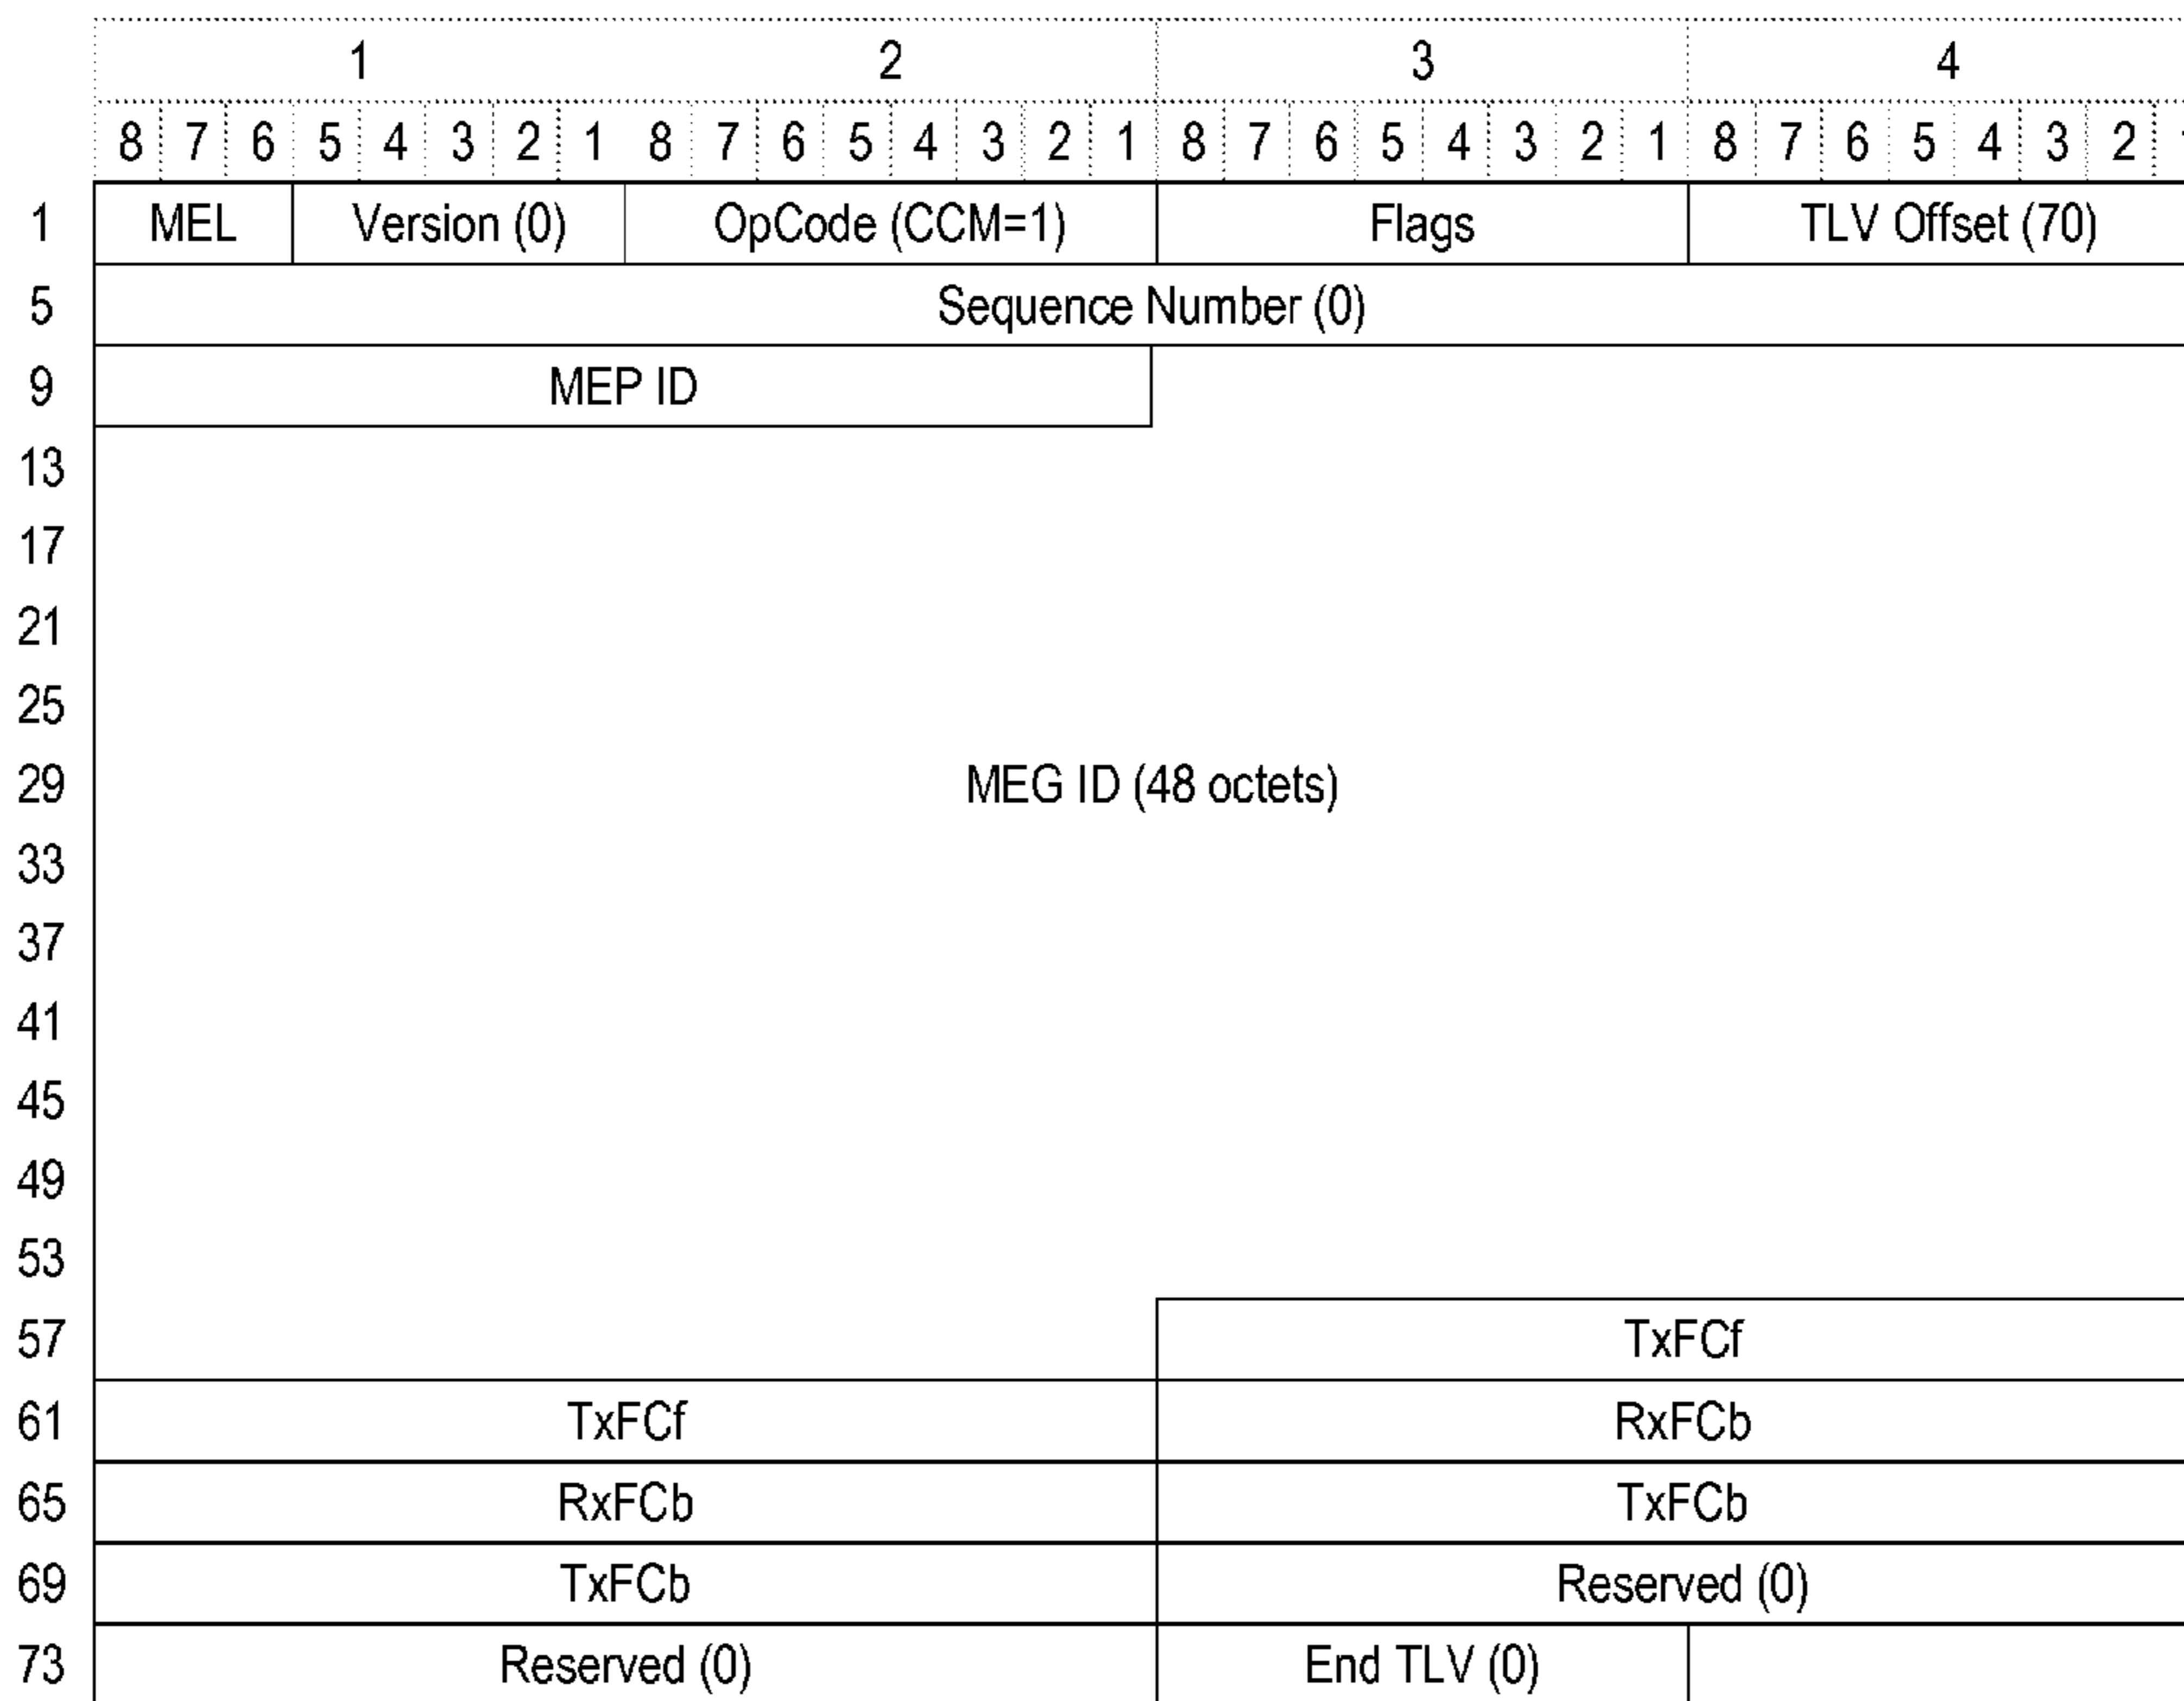 1 2 3 4
8 7 6 5 4 3 2 1 8 7 6 5 4 3 2 1 8 7 6 5 4 3 2 1 8 7 6 5 4 3 2
1 MEL Version (0) OpCode (CCM=1) Flags TLV Offset (70)
5 Sequence Number (0)
9 MEP ID
13
17
21
25
29 MEG ID (48 octets)
33
37
41
45
49
53
57 TxFCf
61 TxFCf RxFCb
65 RxFCb TxFCb
69 TxFCb Reserved (0)
73 Reserved (0) End TLV (0)